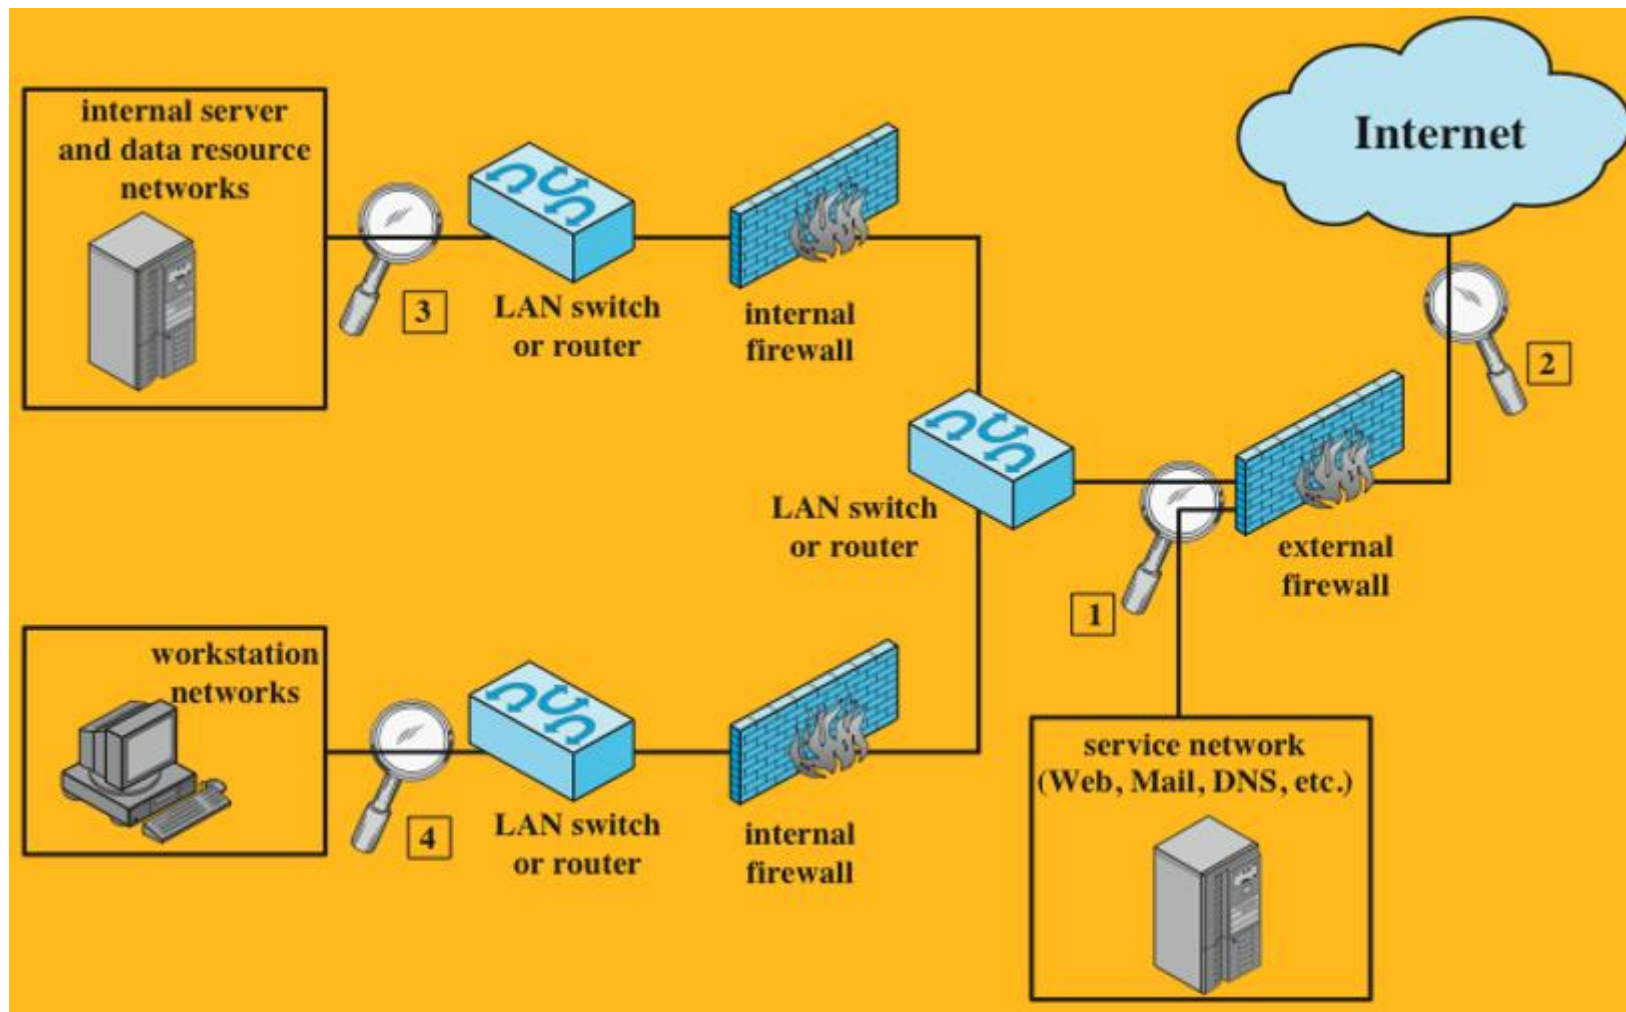 internal server
and data resource
networks
3
LAN switch
or router
internal
firewall
Internet
2
LAN switch
or router
1
external
firewall
workstation
networks
4
LAN switch
or router
internal
firewall
service network
(Web, Mail, DNS, etc.)